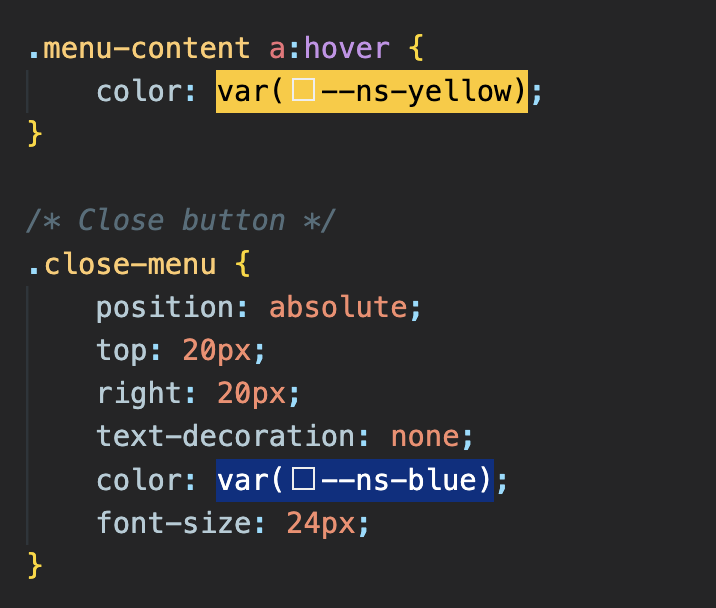 .menu-content a:hover {
    color: var(--ns-yellow);
}
/* Close button */
.close-menu {
    position: absolute;
    top: 20px;
    right: 20px;
    text-decoration: none;
    color: var(--ns-blue);
    font-size: 24px;
}